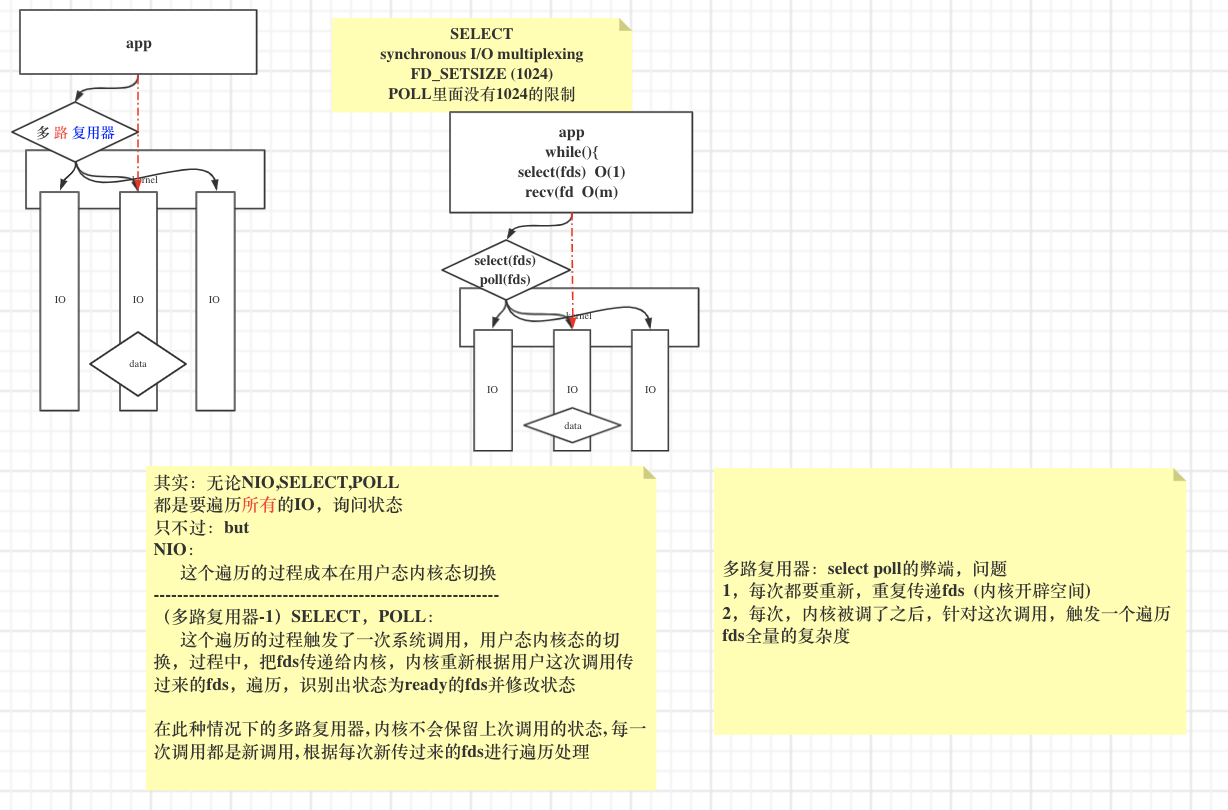 app
多 路 复用器
IO
IO
IO
data
SELECT
synchronous I/O multiplexing
FD_SETSIZE (1024)
POLL里面没有1024的限制
app
while(){
select(fds)  O(1)
recv(fd  O(m)
select(fds)
poll(fds)
IO
IO
IO
data
其实：无论NIO,SELECT,POLL
都是要遍历所有的IO，询问状态
只不过：but
NIO：
这个遍历的过程成本在用户态内核态切换
-------------------------------------------------
（多路复用器-1）SELECT，POLL：
这个遍历的过程触发了一次系统调用，用户态内核态的切
换，过程中，把fds传递给内核，内核重新根据用户这次调用传
过来的fds，遍历，识别出状态为ready的fds并修改状态
在此种情况下的多路复用器,内核不会保留上次调用的状态,每一
次调用都是新调用,根据每次新传过来的fds进行遍历处理
多路复用器：select poll的弊端，问题
1，每次都要重新，重复传递fds（内核开辟空间）
2，每次，内核被调了之后，针对这次调用，触发一个遍历
fds全量的复杂度